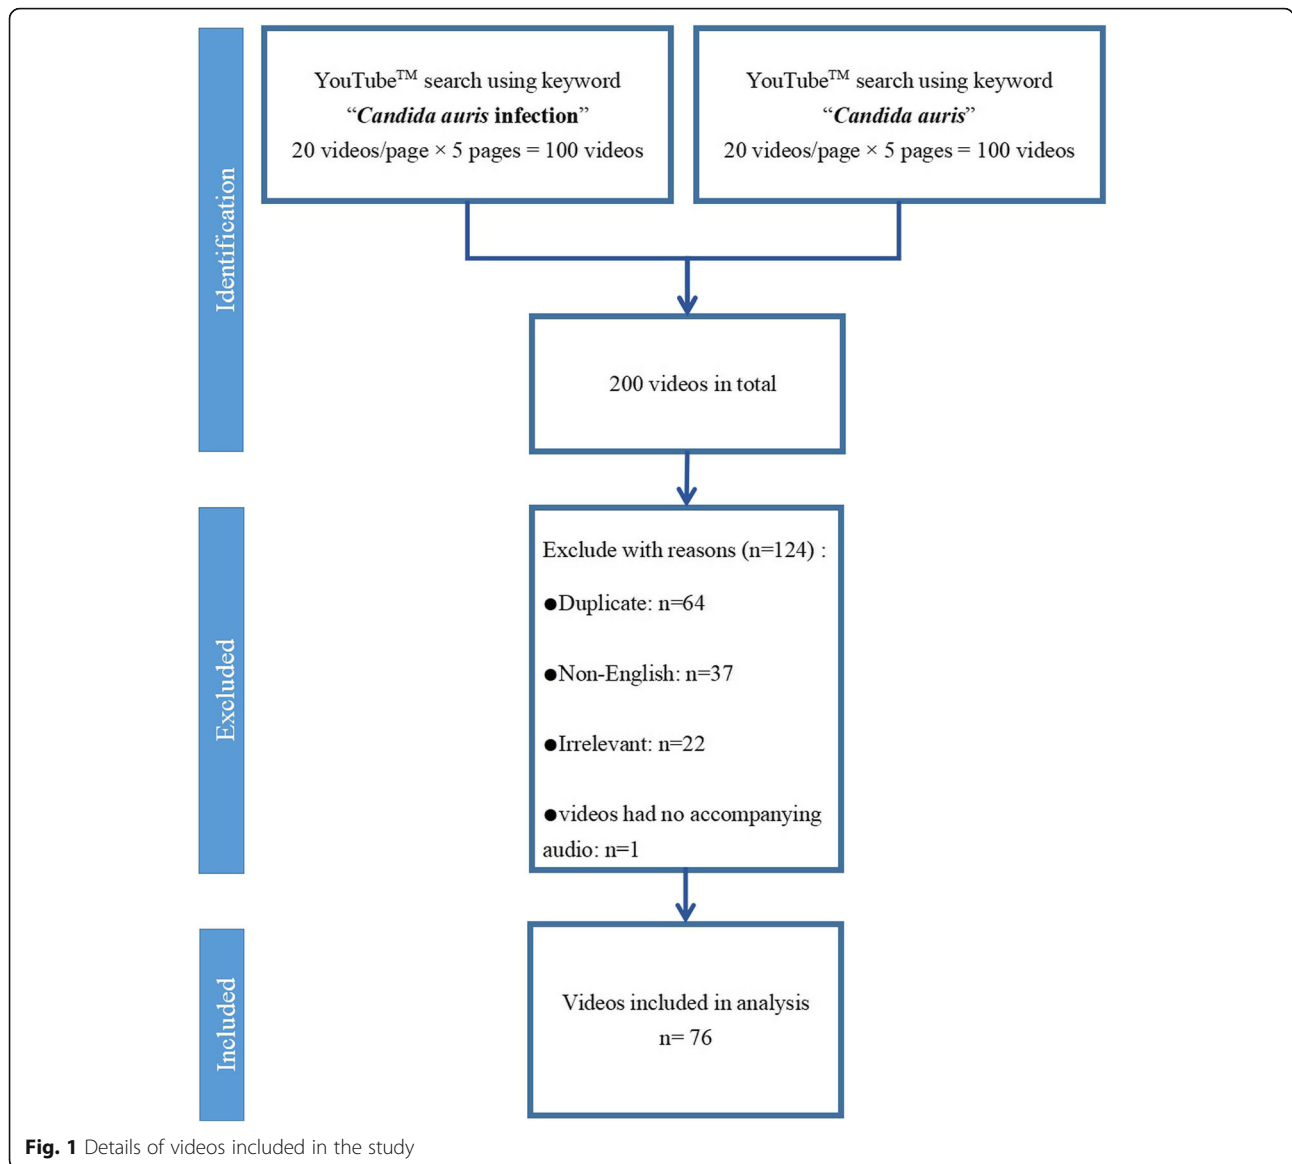 Identification
YouTube™ search using keyword
“Candida auris infection”
20 videos/page × 5 pages = 100 videos
YouTube™ search using keyword
“Candida auris”
20 videos/page × 5 pages = 100 videos
200 videos in total
Excluded
Exclude with reasons (n=124) :
●Duplicate: n=64
●Non-English: n=37
●Irrelevant: n=22
●videos had no accompanying
audio: n=1
Included
Videos included in analysis
n= 76
Fig. 1 Details of videos included in the study